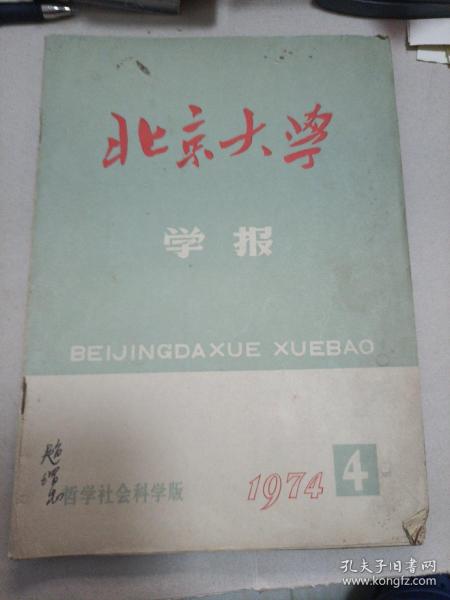 北京大学
学报
BEIJINGDAXUE XUEBAO
哲学社会科学版
1974 4
孔夫子旧书网
www.kongfz.com